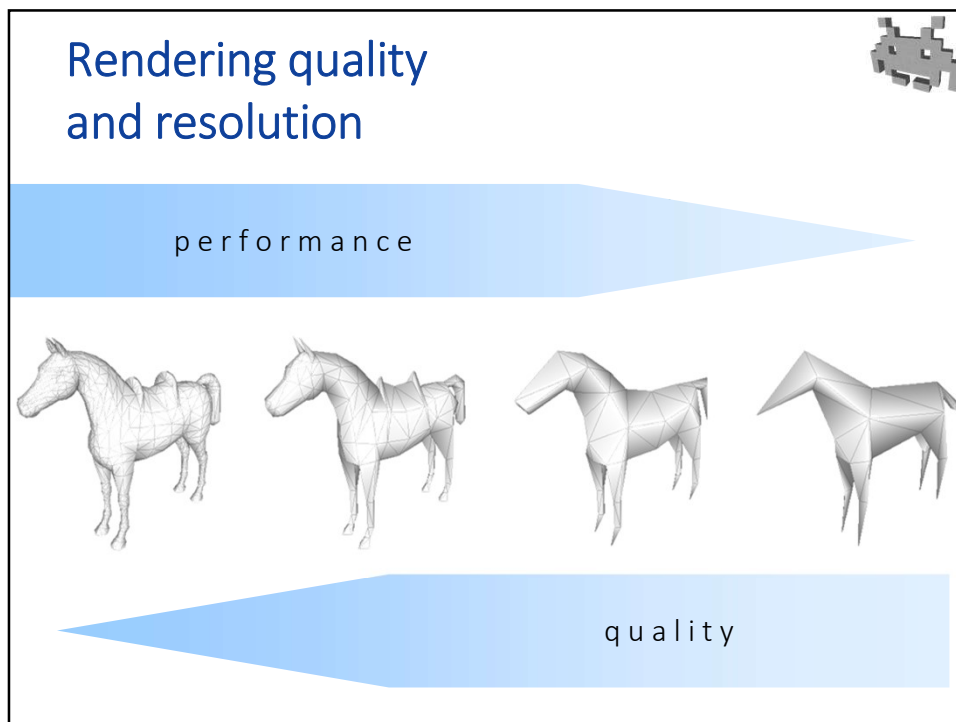 Rendering quality
and resolution
performance
quality